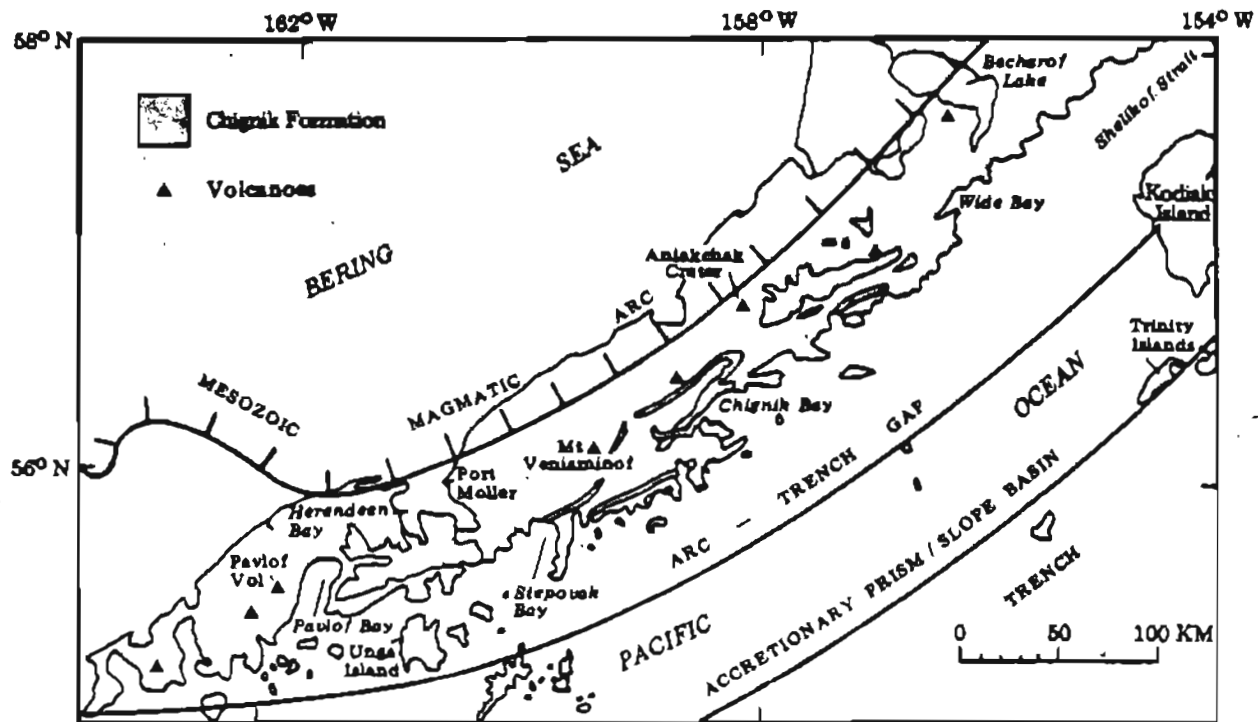 162° W
158° W
154° W
58° N
Chignik Formation
Volcanoes
BERING
SEA
Becharof
Lake
Shelikof Strait
Wide Bay
Kodiak
Island
Aniakchak
Crater
Trinity
Islands
MESOZOIC MAGMATIC ARC
Chignik Bay
Mt
Veniaminof
56° N
Port
Moller
Herendeen
Bay
Pavlof
Vol
Pavlof Bay
Unga
Island
Stepovak
Bay
ARC TRENCH GAP
PACIFIC OCEAN
ACCRETIONARY PRISM / SLOPE BASIN
TRENCH
0 50 100 KM